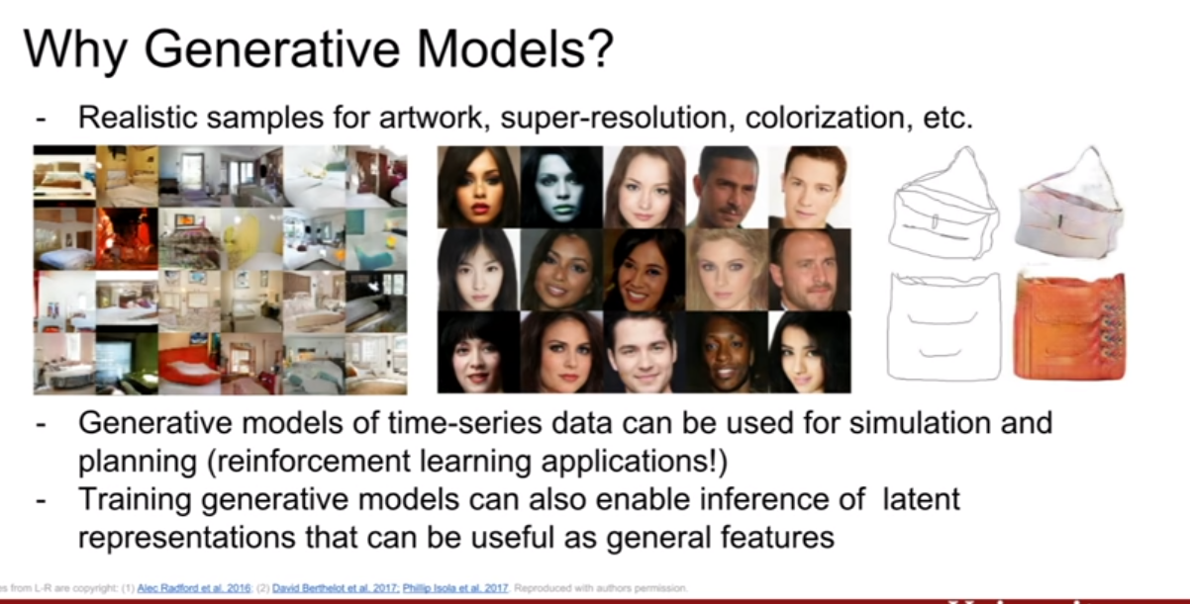 Why Generative Models?
- Realistic samples for artwork, super-resolution, colorization, etc.
- Generative models of time-series data can be used for simulation and
planning (reinforcement learning applications!)
- Training generative models can also enable inference of latent
representations that can be useful as general features
from L-R are copyright: (1) Alec Radford et al. 2016; (2) David Berthelot et al. 2017; Phillip Isola et al. 2017. Reproduced with authors permission.